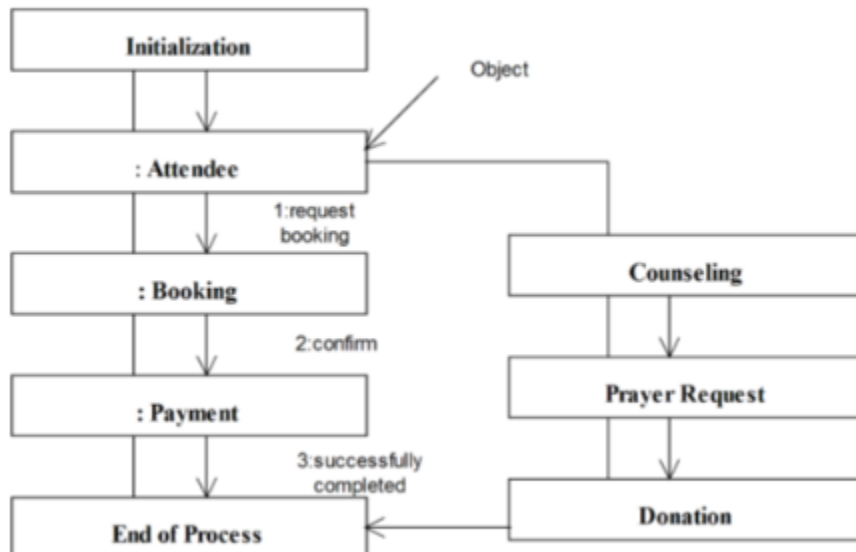 Initialization
Object
: Attendee
1:request
booking
: Booking
Counseling
2:confirm
Prayer Request
: Payment
3:successfully
completed
Donation
End of Process